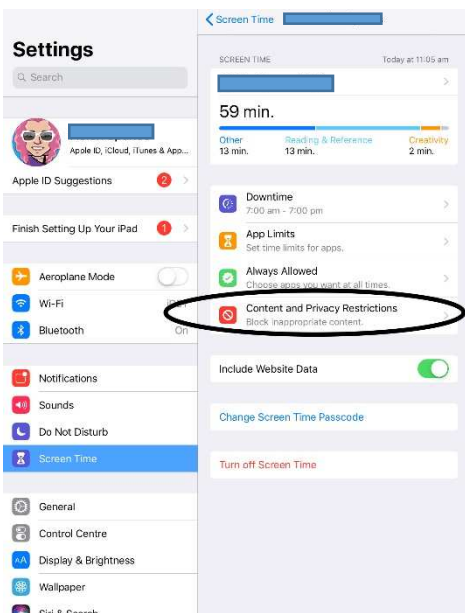 Settings
Search
Apple ID, iCloud, iTunes & App...
Apple ID Suggestions 2
Finish Setting Up Your iPad 1
Aeroplane Mode
Wi-Fi
Bluetooth On
Notifications
Sounds
Do Not Disturb
Screen Time
General
Control Centre
Display & Brightness
AA
Wallpaper
Siri & Search
Screen Time
SCREEN TIME Today at 11:05 am
59 min.
Other Reading & Reference Creativity
13 min. 13 min. 2 min.
Downtime
7:00 am - 7:00 pm
App Limits
Set time limits for apps.
Always Allowed
Choose apps you want at all times.
Content and Privacy Restrictions
Block inappropriate content.
Include Website Data
Change Screen Time Passcode
Turn off Screen Time